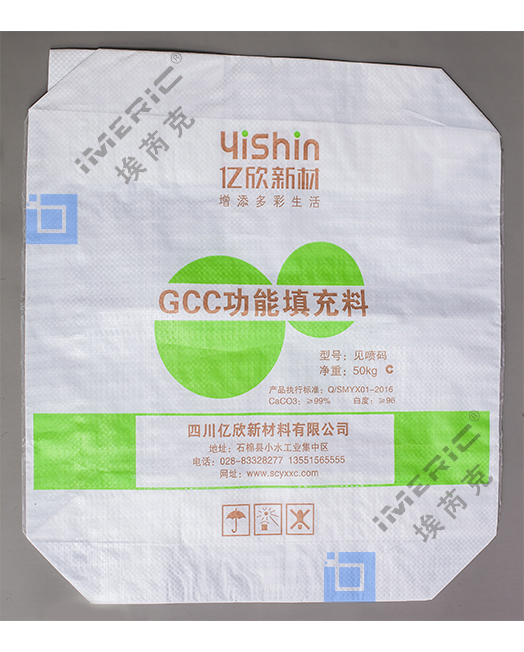 YiShin
亿欣新材
增添多彩生活
GCC功能填充料
型号：见喷码
净重：50kg C
产品执行标准：Q/SMYX01-2016
CaCO3：≥99% 白度：≥96
四川亿欣新材料有限公司
地址：石棉县小水工业集中区
电话：028-83328277 13551565555
网址：www.scyxxc.com
iMERIC®
埃芮克
iMERIC®
埃芮克